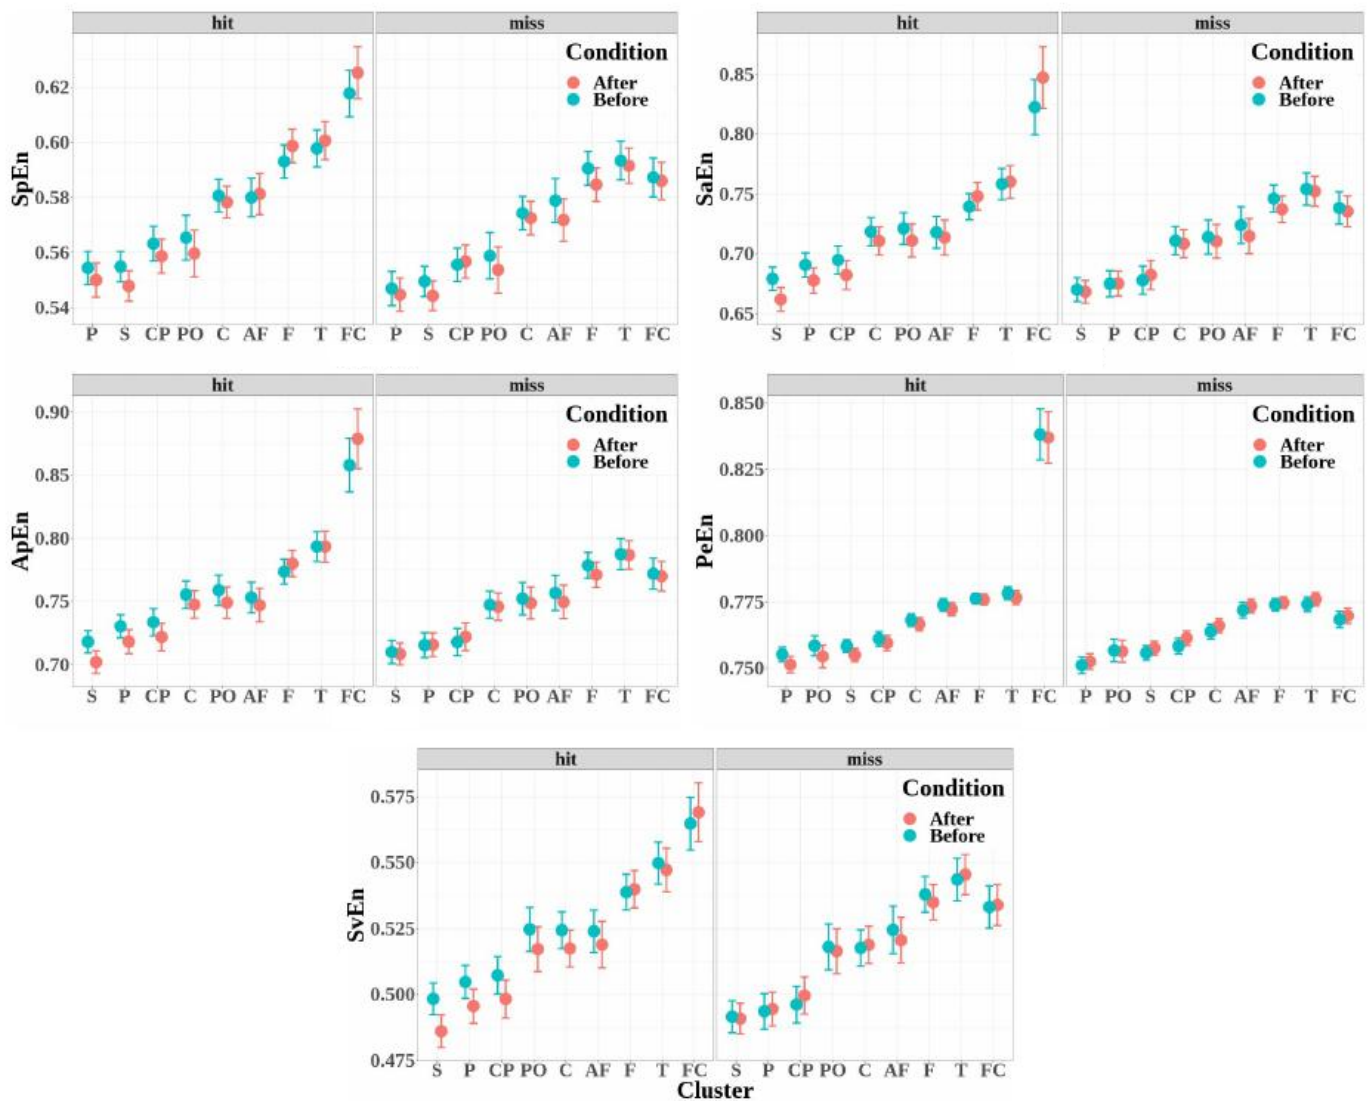 hit miss
Condition
After
Before
SpEn
0.62
0.60
0.58
0.56
0.54
P S CP PO C AF F T FC
P S CP PO C AF F T FC
hit miss
Condition
After
Before
SaEn
0.85
0.80
0.75
0.70
0.65
S P CP C PO AF F T FC
S P CP C PO AF F T FC
hit miss
Condition
After
Before
ApEn
0.90
0.85
0.80
0.75
0.70
S P CP C PO AF F T FC
S P CP C PO AF F T FC
hit miss
Condition
After
Before
PeEn
0.850
0.825
0.800
0.775
0.750
P PO S CP C AF F T FC
P PO S CP C AF F T FC
hit miss
Condition
After
Before
SvEn
0.575
0.550
0.525
0.500
0.475
S P CP PO C AF F T FC
S P CP PO C AF F T FC
Cluster